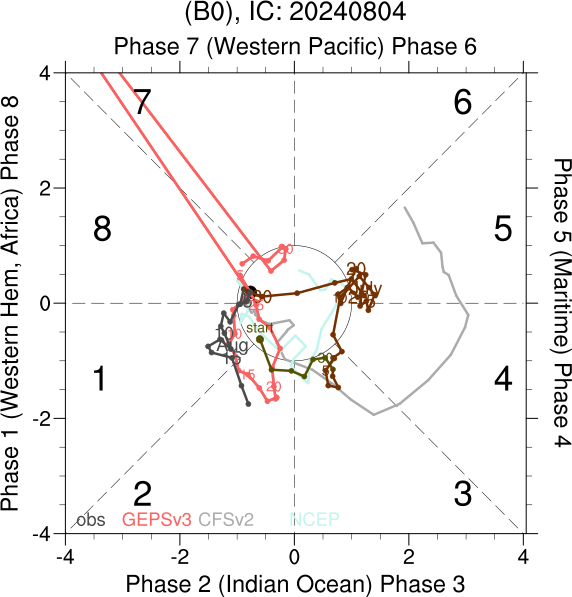 (B0), IC: 20240804
Phase 7 (Western Pacific) Phase 6
Phase 1 (Western Hem, Africa) Phase 8
Phase 5 (Maritime) Phase 4
4
2
0
-2
-4
7
6
8
5
1
4
2
3
start
Aug
20
obs GEPSv3 CFSv2 NCEP
-4 -2 0 2 4
Phase 2 (Indian Ocean) Phase 3